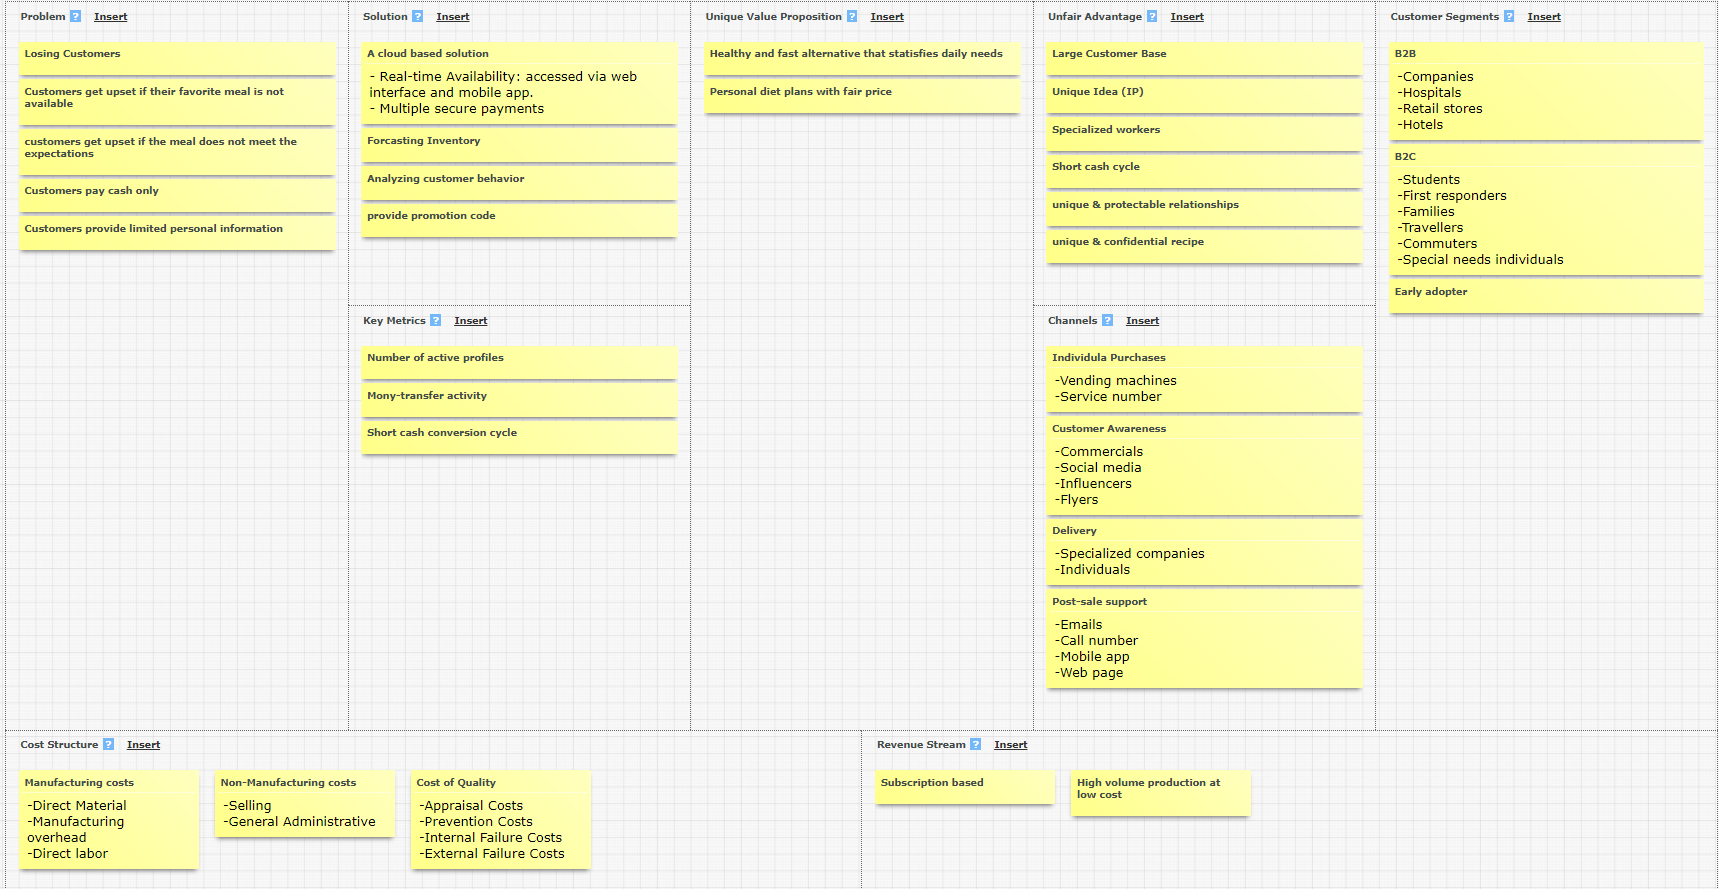 Problem ? Insert
Losing Customers
Customers get upset if their favorite meal is not
available
customers get upset if the meal does not meet the
expectations
Customers pay cash only
Customers provide limited personal information
Solution ? Insert
A cloud based solution
- Real-time Availability: accessed via web
interface and mobile app.
- Multiple secure payments
Forcasting Inventory
Analyzing customer behavior
provide promotion code
Key Metrics ? Insert
Number of active profiles
Mony-transfer activity
Short cash conversion cycle
Unique Value Proposition ? Insert
Healthy and fast alternative that statisfies daily needs
Personal diet plans with fair price
Unfair Advantage ? Insert
Large Customer Base
Unique Idea (IP)
Specialized workers
Short cash cycle
unique & protectable relationships
unique & confidential recipe
Channels ? Insert
Individula Purchases
-Vending machines
-Service number
Customer Awareness
-Commercials
-Social media
-Influencers
-Flyers
Delivery
-Specialized companies
-Individuals
Post-sale support
-Emails
-Call number
-Mobile app
-Web page
Customer Segments ? Insert
B2B
-Companies
-Hospitals
-Retail stores
-Hotels
B2C
-Students
-First responders
-Families
-Travellers
-Commuters
-Special needs individuals
Early adopter
Cost Structure ? Insert
Manufacturing costs
-Direct Material
-Manufacturing
overhead
-Direct labor
Non-Manufacturing costs
-Selling
-General Administrative
Cost of Quality
-Appraisal Costs
-Prevention Costs
-Internal Failure Costs
-External Failure Costs
Revenue Stream ? Insert
Subscription based
High volume production at
low cost